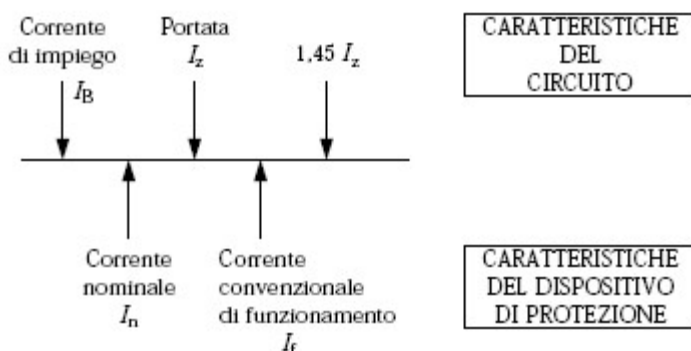 Corrente
di impiego
I_B
Portata
I_z
1,45 I_z
CARATTERISTICHE
DEL
CIRCUITO
Corrente
nominale
I_n
Corrente
convenzionale
di funzionamento
I_f
CARATTERISTICHE
DEL DISPOSITIVO
DI PROTEZIONE